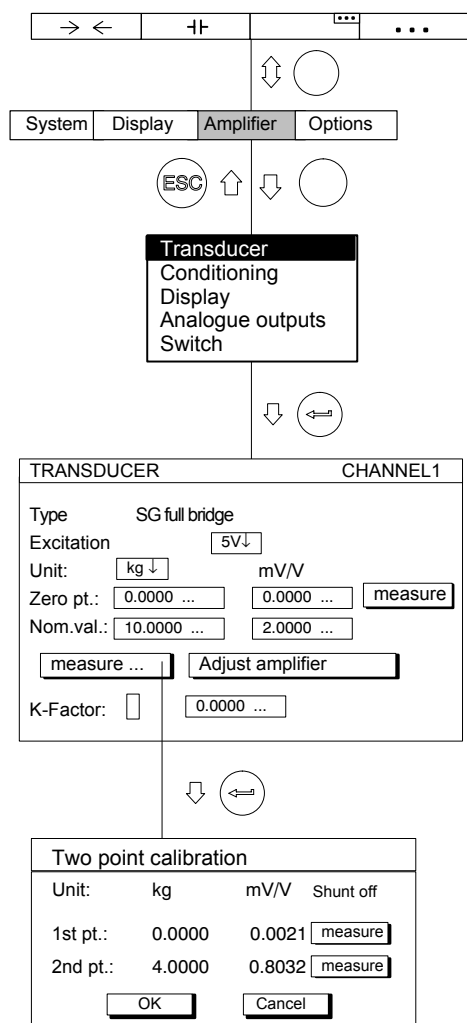 System Display Amplifier Options
ESC
Transducer
Conditioning
Display
Analogue outputs
Switch
TRANSDUCER CHANNEL1
Type SG full bridge
Excitation 5V↓
Unit: kg ↓ mV/V
Zero pt.: 0.0000 ... 0.0000 ... measure
Nom.val.: 10.0000 ... 2.0000 ...
measure ... Adjust amplifier
K-Factor: 0.0000 ...
Two point calibration
Unit: kg mV/V Shunt off
1st pt.: 0.0000 0.0021 measure
2nd pt.: 4.0000 0.8032 measure
OK Cancel